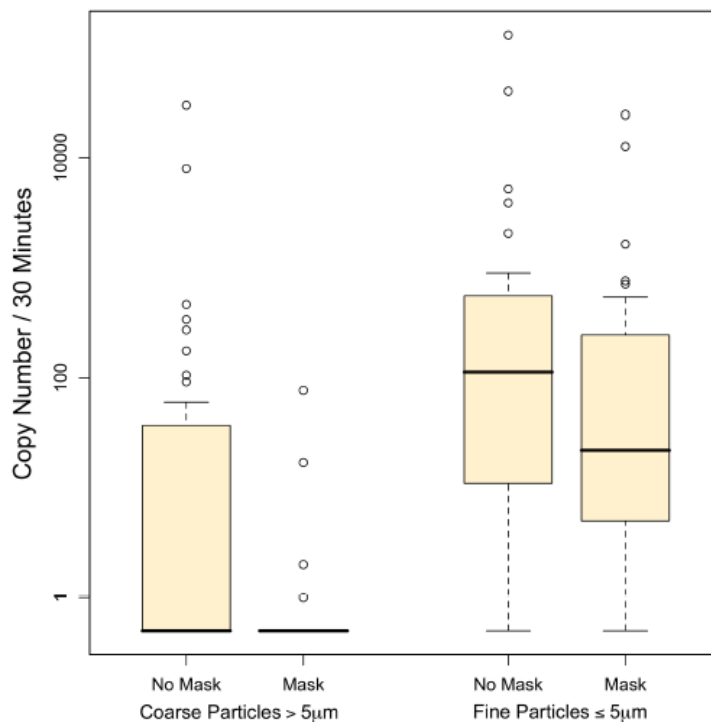 Copy Number / 30 Minutes
10000
100
1
No Mask Mask No Mask Mask
Coarse Particles > 5μm Fine Particles ≤ 5μm